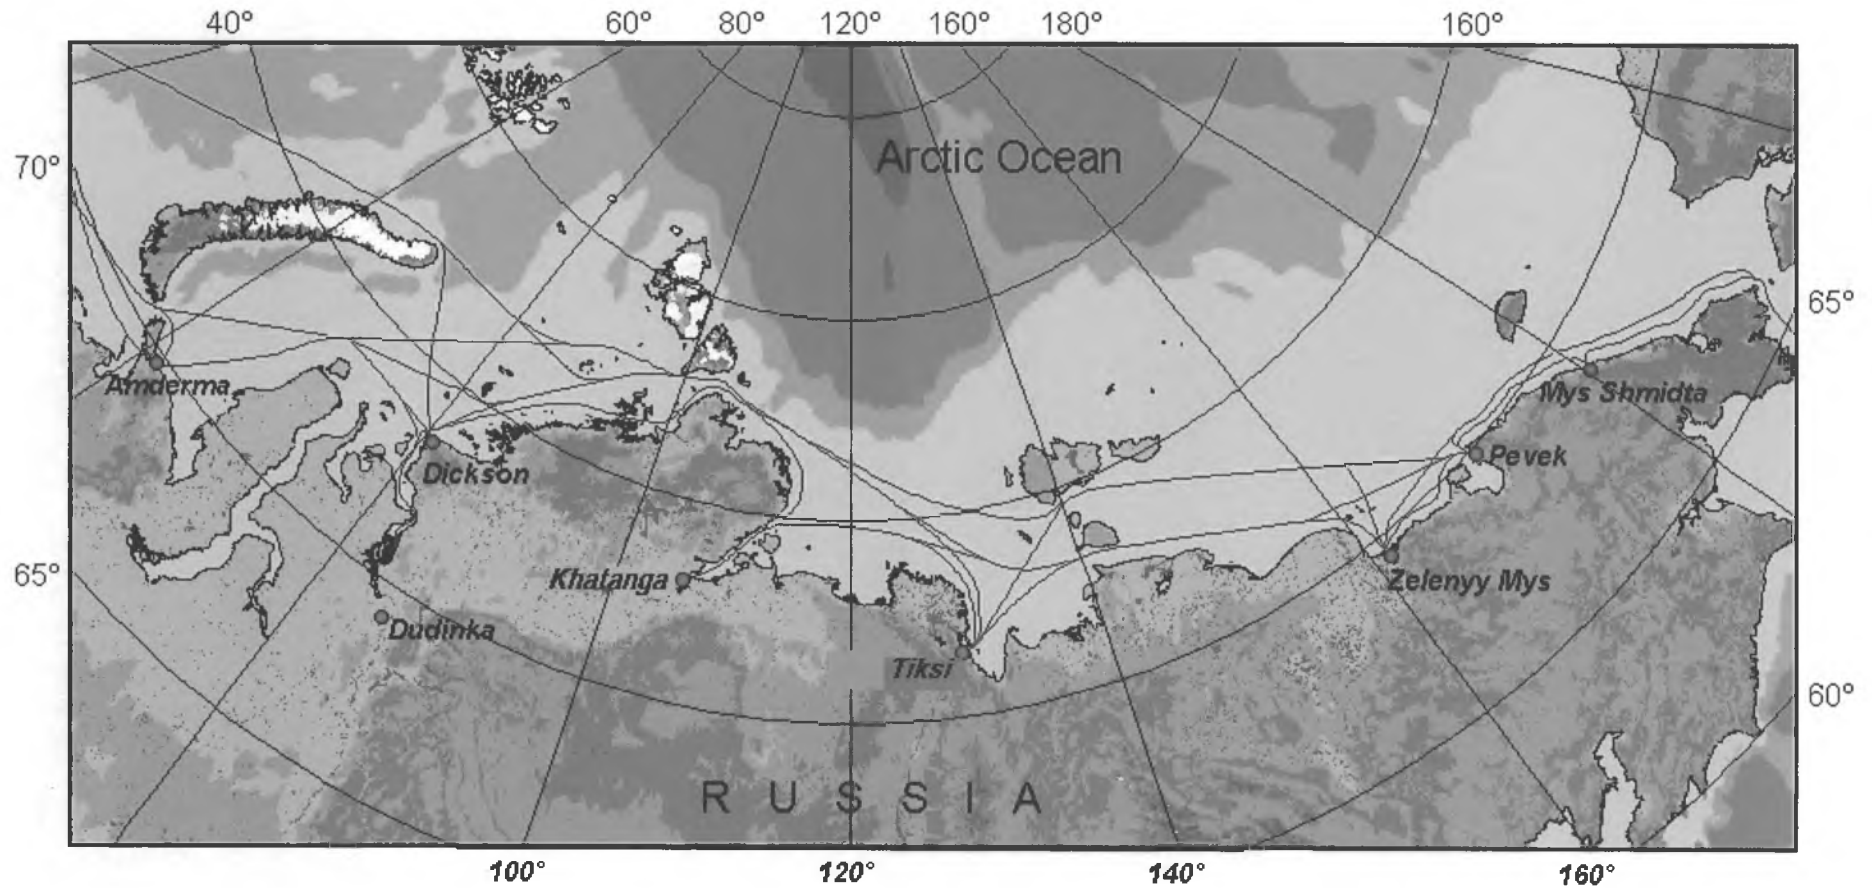 40° 60° 80° 120° 160° 180° 160°
70°
Arctic Ocean
65°
Amderma
Mys Shmidta
Dickson
Pevek
65°
Khatanga
Zelenyy Mys
Dudinka
Tiksi
60°
RUSSIA
100° 120° 140° 160°